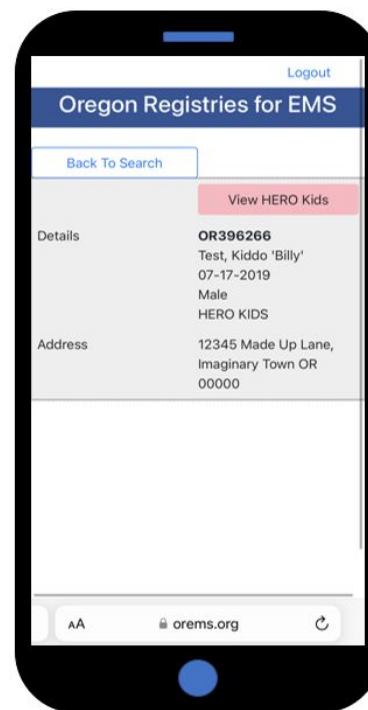 Logout
Oregon Registries for EMS
Back To Search
View HERO Kids
Details
OR396266
Test, Kiddo 'Billy'
07-17-2019
Male
HERO KIDS
Address
12345 Made Up Lane,
Imaginary Town OR
00000
AA
orems.org